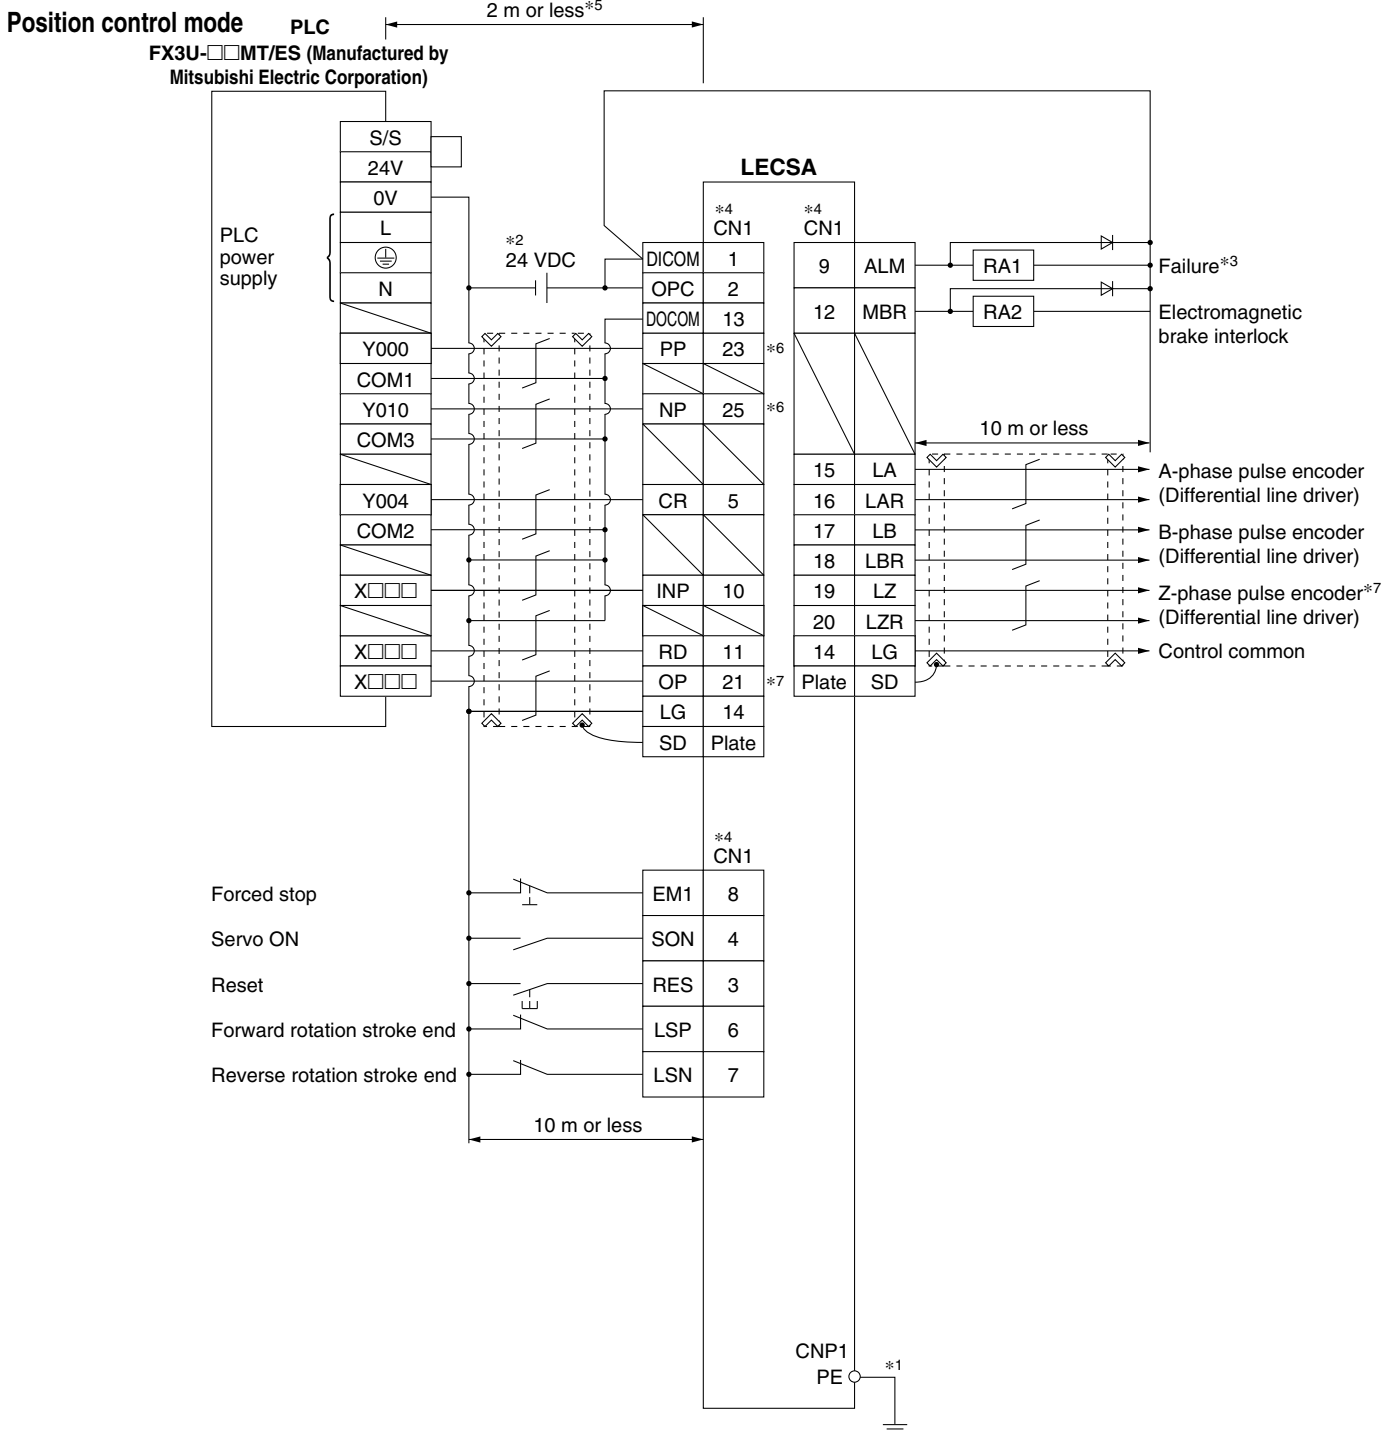 Position control mode
2 m or less*5
PLC
FX3U-□□MT/ES (Manufactured by
Mitsubishi Electric Corporation)
S/S
24V
0V
L
N
PLC
power
supply
Y000
COM1
Y010
COM3
Y004
COM2
X□□□
X□□□
X□□□
*2
24 VDC
LECSA
*4
CN1
DICOM 1
OPC 2
DOCOM 13
PP 23 *6
NP 25 *6
CR 5
INP 10
RD 11
OP 21 *7
LG 14
SD Plate
*4
CN1
9 ALM RA1 Failure*3
12 MBR RA2 Electromagnetic
brake interlock
10 m or less
15 LA A-phase pulse encoder
16 LAR (Differential line driver)
17 LB B-phase pulse encoder
18 LBR (Differential line driver)
19 LZ Z-phase pulse encoder*7
20 LZR (Differential line driver)
14 LG Control common
Plate SD
*4
CN1
Forced stop EM1 8
Servo ON SON 4
Reset RES 3
Forward rotation stroke end LSP 6
Reverse rotation stroke end LSN 7
10 m or less
CNP1
PE *1